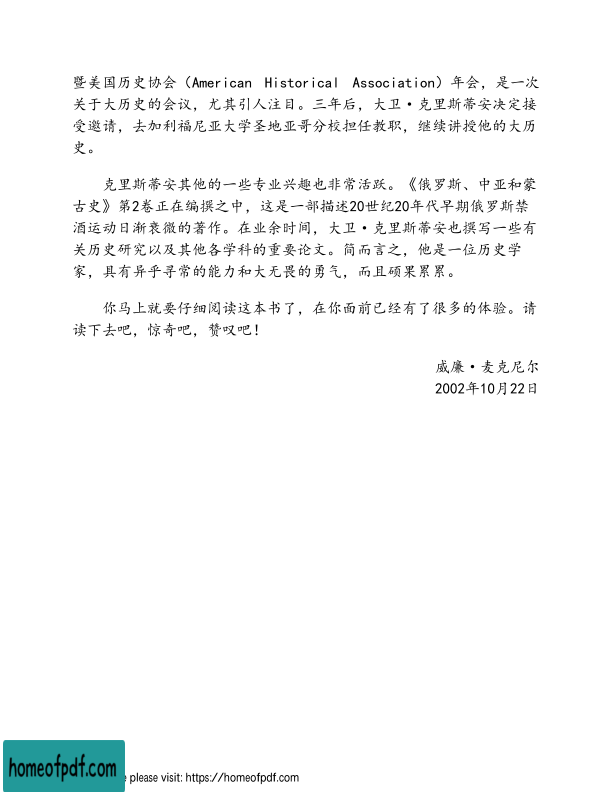 暨美国历史协会（American Historical Association）年会，是一次
关于大历史的会议，尤其引人注目。三年后，大卫·克里斯蒂安决定接
受邀请，去加利福尼亚大学圣地亚哥分校担任教职，继续讲授他的大历
史。
克里斯蒂安其他的一些专业兴趣也非常活跃。《俄罗斯、中亚和蒙
古史》第2卷正在编撰之中，这是一部描述20世纪20年代早期俄罗斯禁
酒运动日渐衰微的著作。在业余时间，大卫·克里斯蒂安也撰写一些有
关历史研究以及其他各学科的重要论文。简而言之，他是一位历史学
家，具有异乎寻常的能力和大无畏的勇气，而且硕果累累。
你马上就要仔细阅读这本书了，在你面前已经有了很多的体验。请
读下去吧，惊奇吧，赞叹吧！
威廉·麦克尼尔
2002年10月22日
homeofpdf.com
e please visit: https://homeofpdf.com